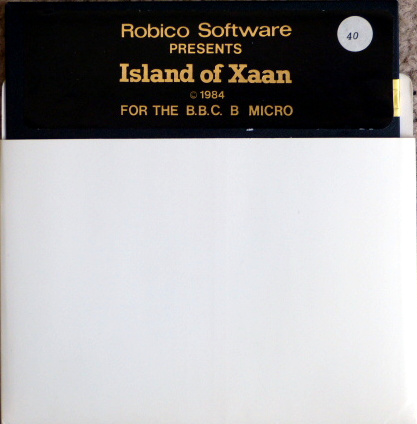 Robico Software
PRESENTS
Island of Xaan
© 1984
FOR THE B.B.C. B MICRO
40